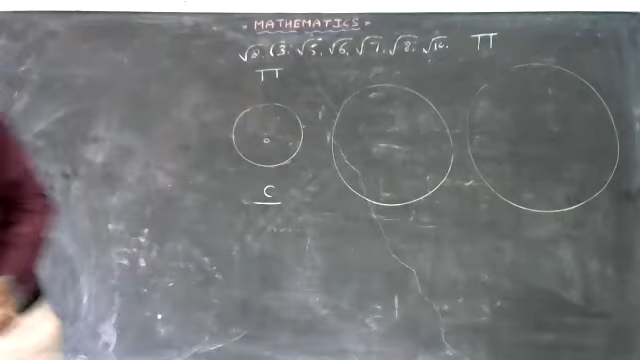 - MATHEMATICS -
√2, √3, √5, √6, √7, √8, √10. π
π
o
C